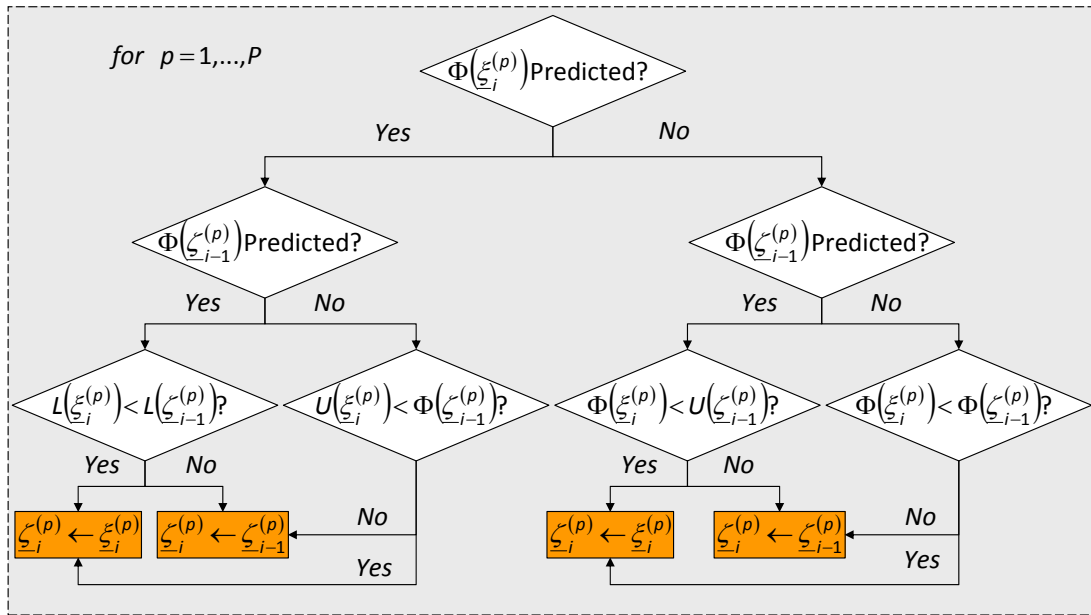 for p = 1,...,P
Φ(ξ_i^(p)) Predicted?
Yes No
Φ(ζ_{i−1}^(p)) Predicted? Φ(ζ_{i−1}^(p)) Predicted?
Yes No Yes No
L(ξ_i^(p)) < L(ζ_{i−1}^(p))? U(ξ_i^(p)) < Φ(ζ_{i−1}^(p))? Φ(ξ_i^(p)) < U(ζ_{i−1}^(p))? Φ(ξ_i^(p)) < Φ(ζ_{i−1}^(p))?
Yes No Yes No
ζ_i^(p) ← ξ_i^(p) ζ_i^(p) ← ζ_{i−1}^(p) No ζ_i^(p) ← ξ_i^(p) ζ_i^(p) ← ζ_{i−1}^(p) No
Yes Yes